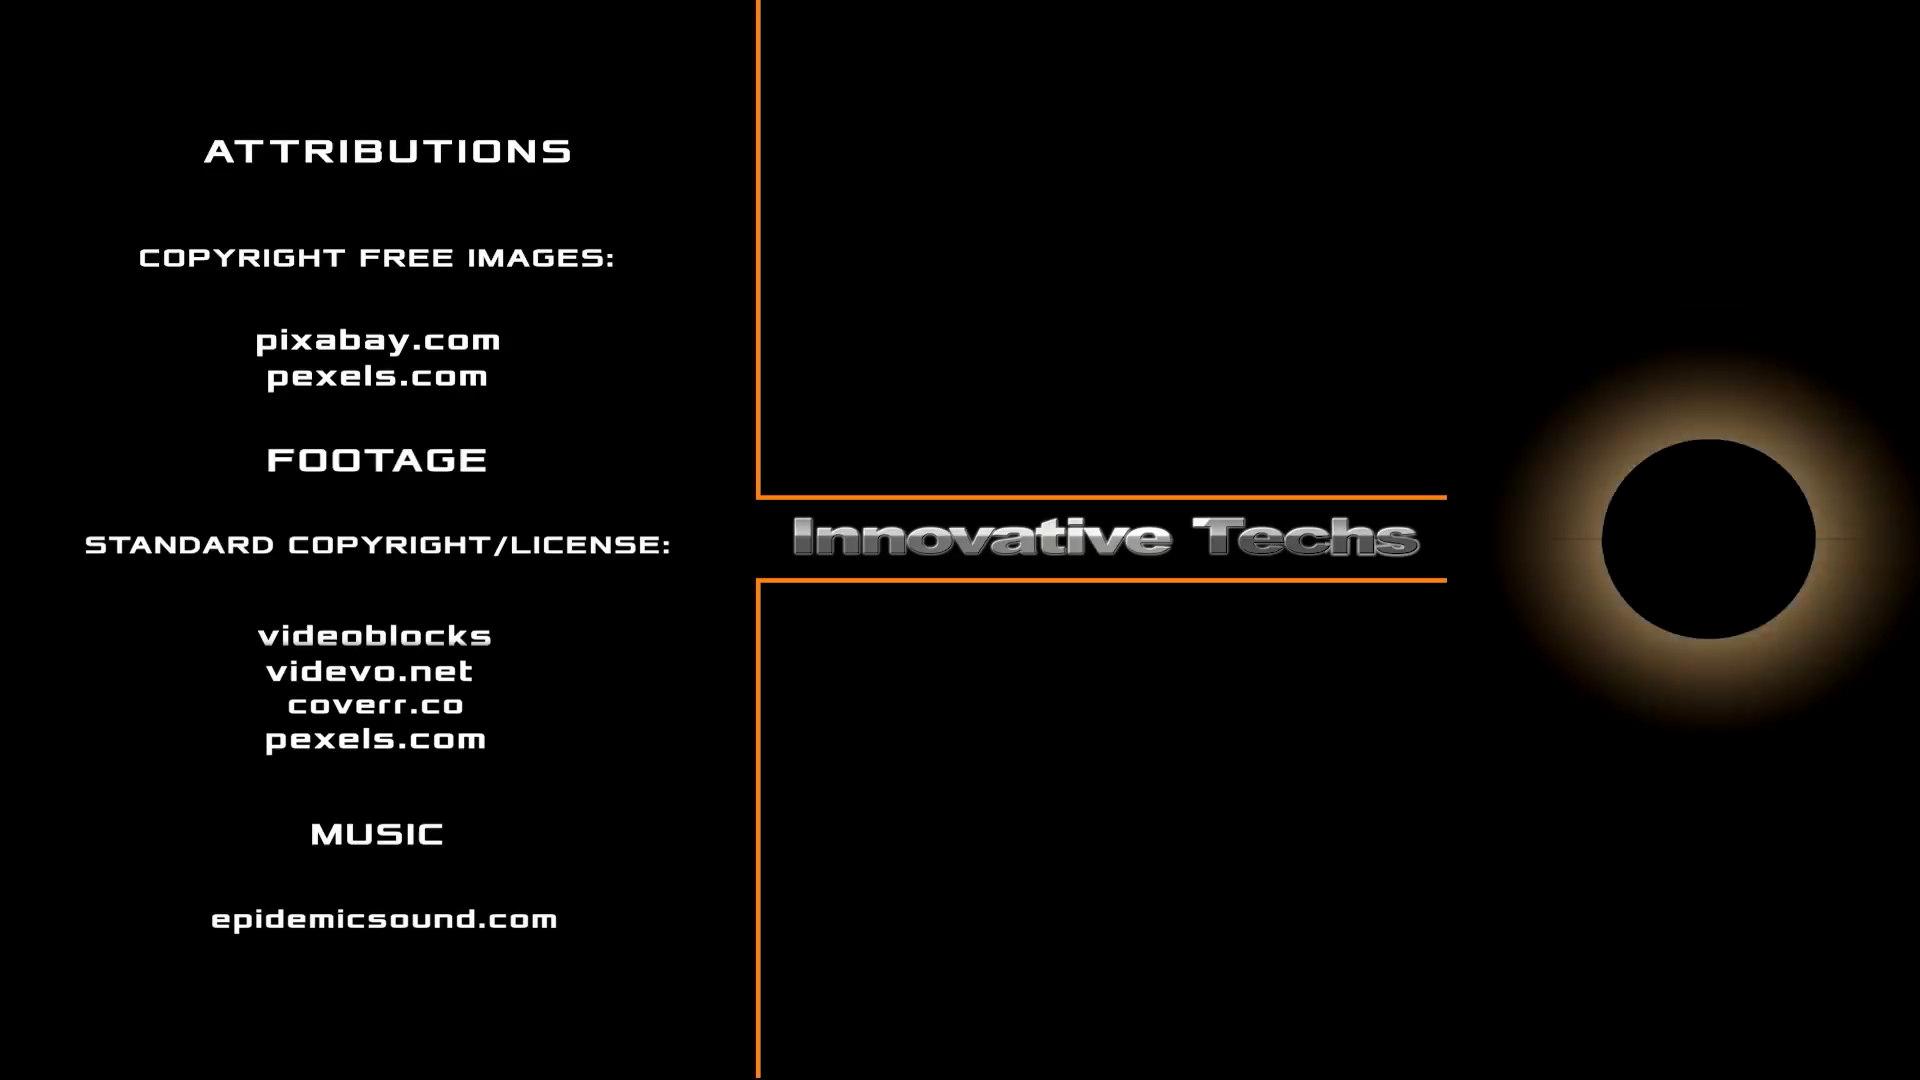 ATTRIBUTIONS
COPYRIGHT FREE IMAGES:
pixabay.com
pexels.com
FOOTAGE
STANDARD COPYRIGHT/LICENSE:
videoblocks
videvo.net
coverr.co
pexels.com
MUSIC
epidemicsound.com
Innovative Techs